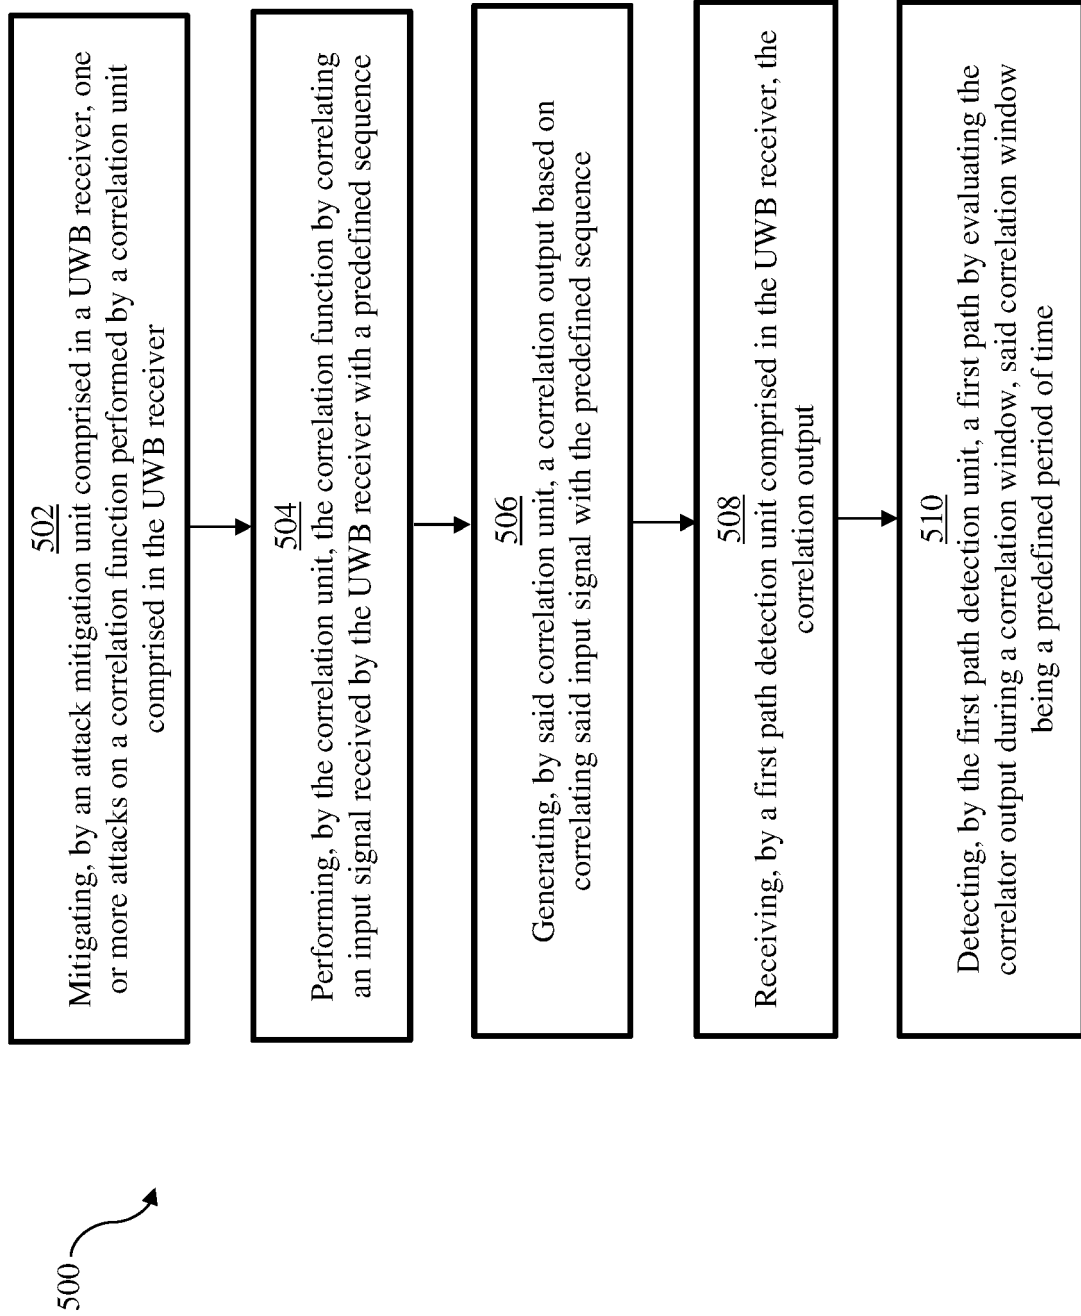 500
502
Mitigating, by an attack mitigation unit comprised in a UWB receiver, one
or more attacks on a correlation function performed by a correlation unit
comprised in the UWB receiver
504
Performing, by the correlation unit, the correlation function by correlating
an input signal received by the UWB receiver with a predefined sequence
506
Generating, by said correlation unit, a correlation output based on
correlating said input signal with the predefined sequence
508
Receiving, by a first path detection unit comprised in the UWB receiver, the
correlation output
510
Detecting, by the first path detection unit, a first path by evaluating the
correlator output during a correlation window, said correlation window
being a predefined period of time